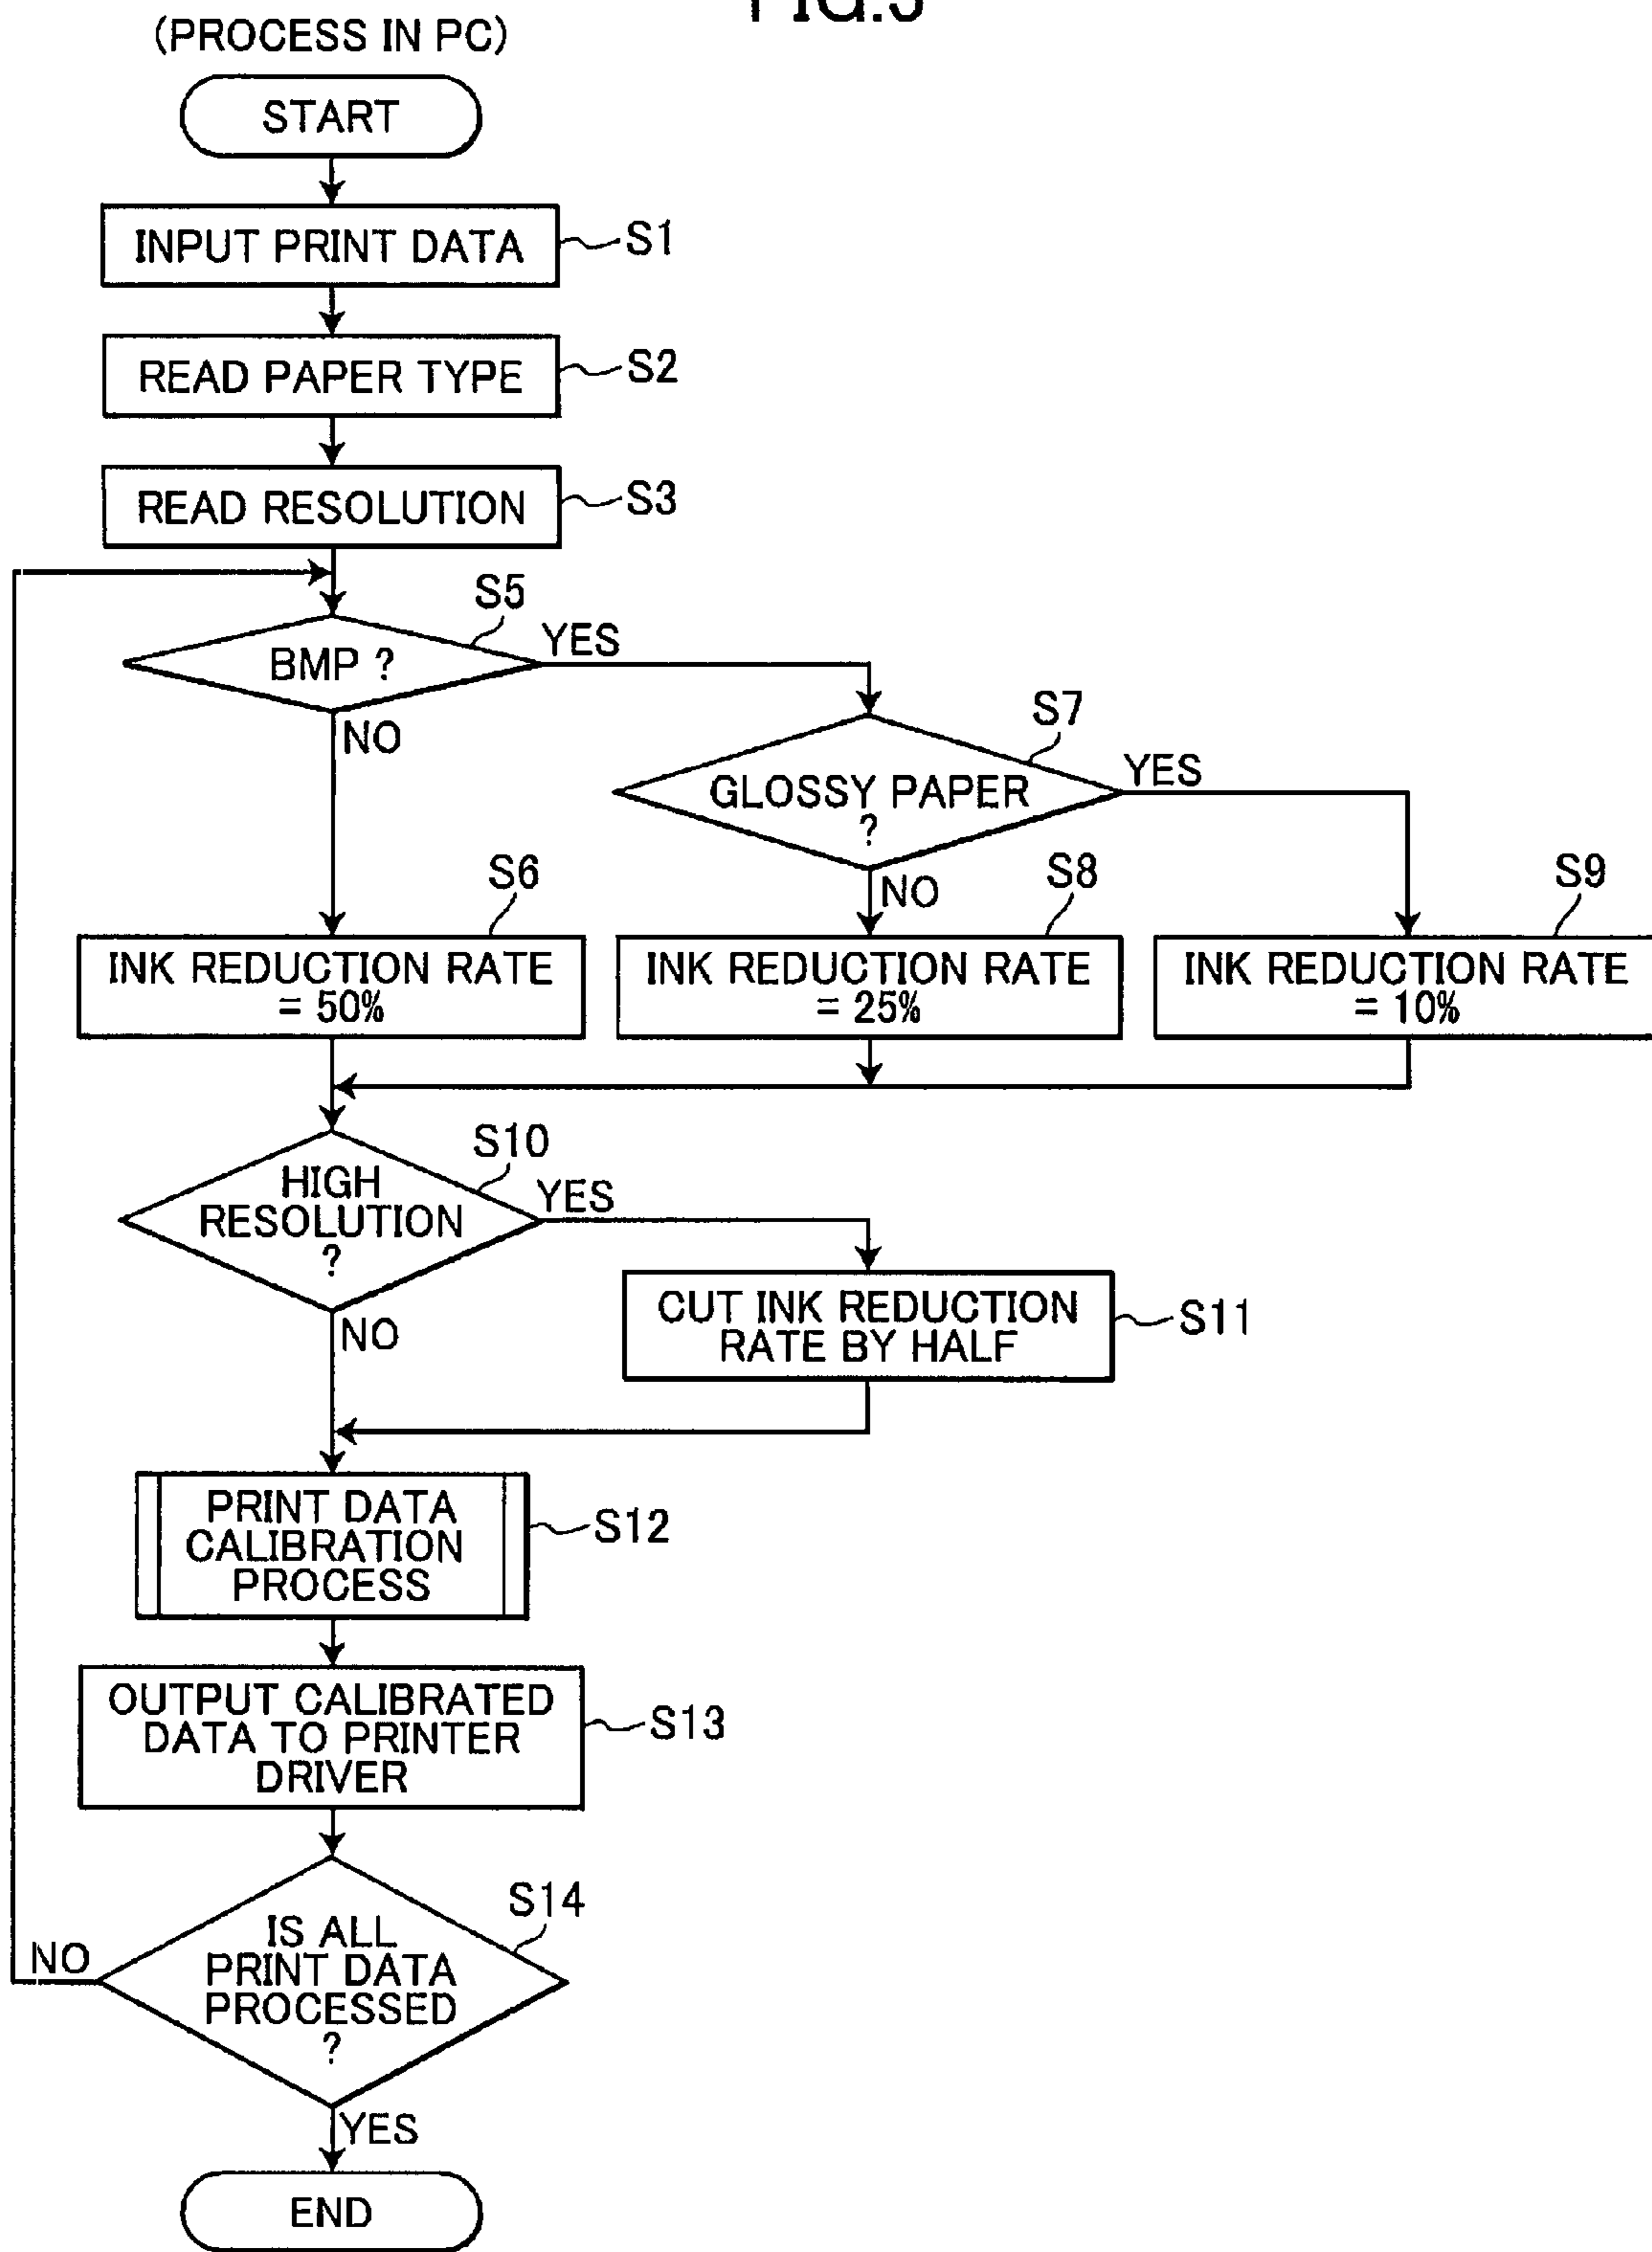 (PROCESS IN PC)
START
INPUT PRINT DATA
S1
READ PAPER TYPE
S2
READ RESOLUTION
S3
S5
BMP ?
YES
NO
S7
GLOSSY PAPER
?
YES
NO
S6
INK REDUCTION RATE
= 50%
S8
INK REDUCTION RATE
= 25%
S9
INK REDUCTION RATE
= 10%
S10
HIGH
RESOLUTION
?
YES
NO
CUT INK REDUCTION
RATE BY HALF
S11
PRINT DATA
CALIBRATION
PROCESS
S12
OUTPUT CALIBRATED
DATA TO PRINTER
DRIVER
S13
S14
IS ALL
PRINT DATA
PROCESSED
?
NO
YES
END